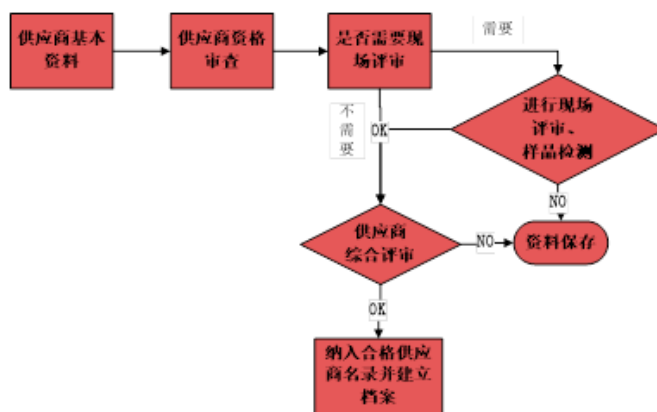 供应商基本
资料
供应商资格
审查
是否需要现
场评审
需要
进行现场
评审、
样品检测
不
需
要
OK
NO
供应商
综合评审
NO
资料保存
OK
纳入合格供应
商名录并建立
档案